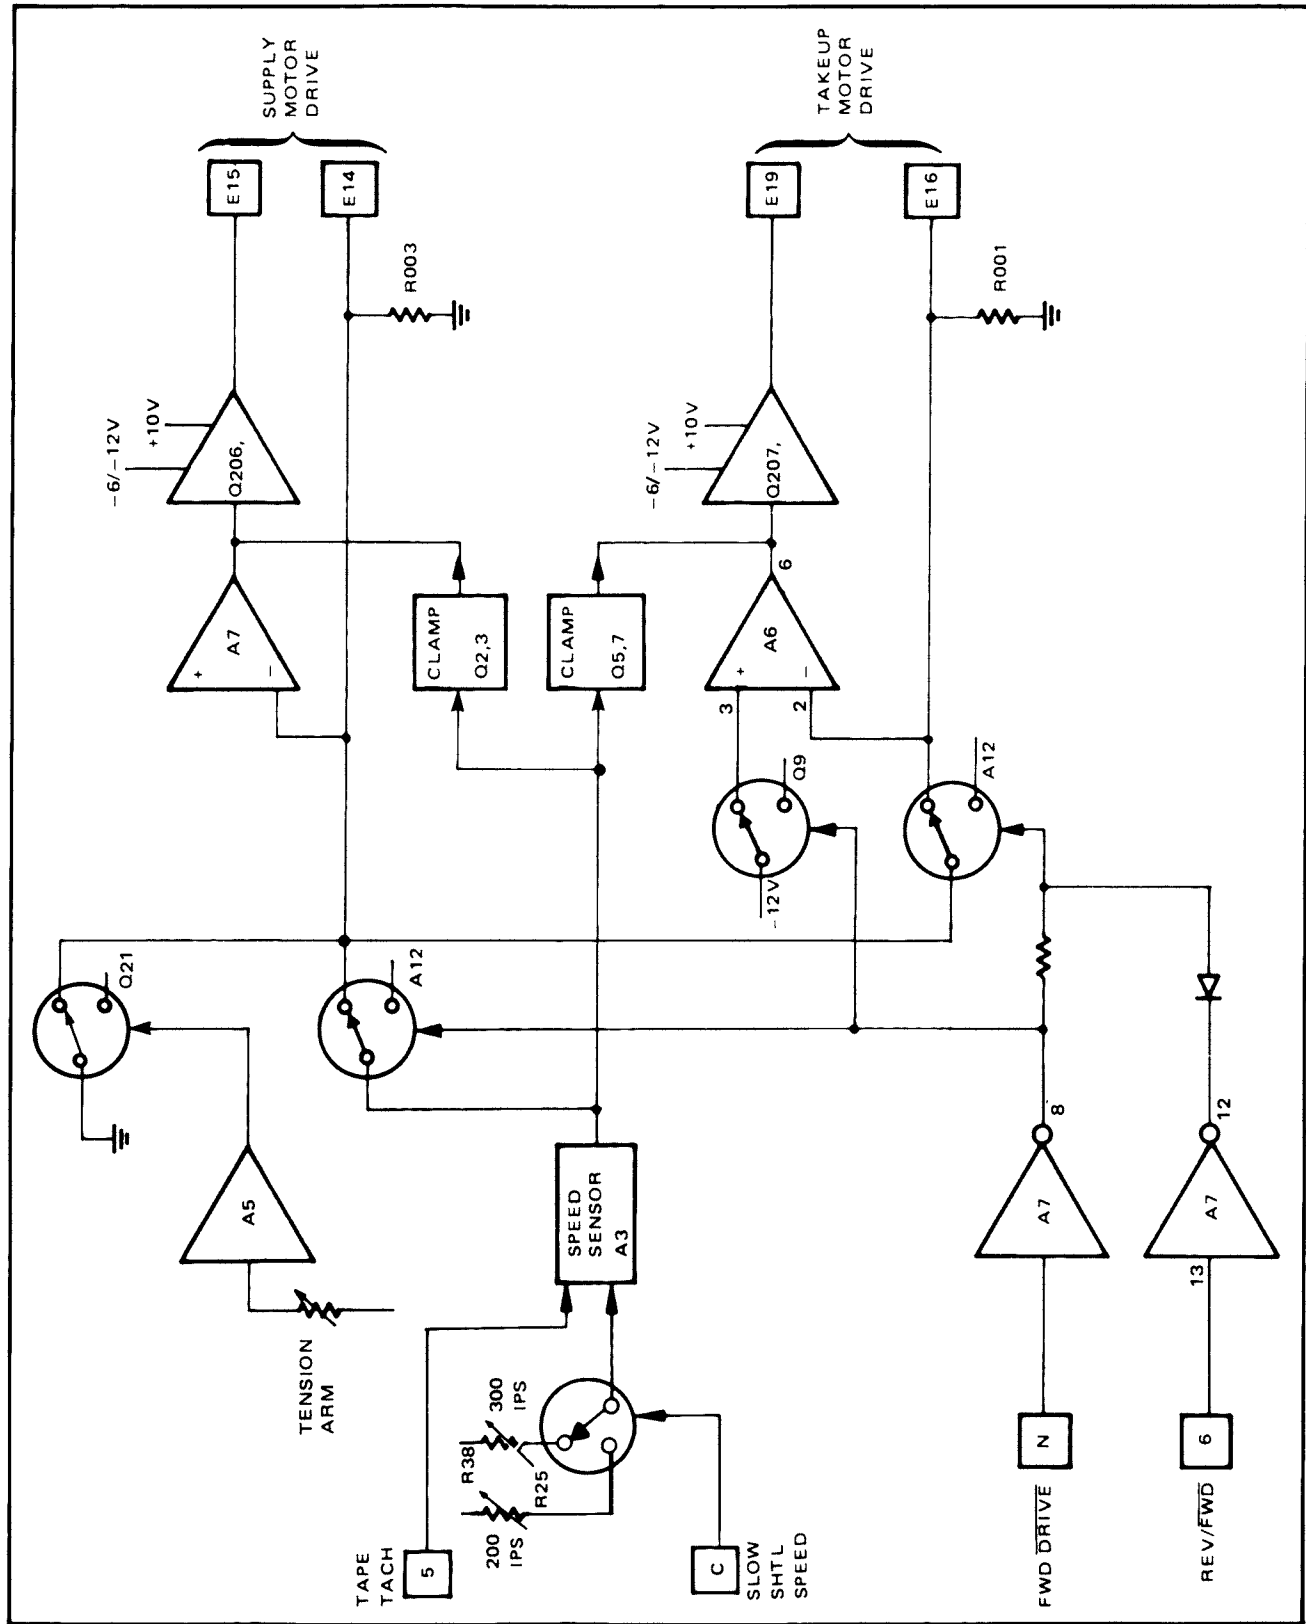 TENSION
ARM
A5
Q21
TAPE
TACH
5
R38
300
IPS
R25
200
IPS
C
SLOW
SHTL
SPEED
SPEED
SENSOR
A3
A12
A7
+
−
−6/−12V
+10V
Q206,
E15
E14
SUPPLY
MOTOR
DRIVE
R003
CLAMP
Q2,3
CLAMP
Q5,7
-12V
Q9
3
2
A6
+
−
6
−6/−12V
+10V
Q207,
E19
E16
TAKEUP
MOTOR
DRIVE
R001
A12
N
FWD DRIVE
A7
8
6
REV/FWD
13
A7
12